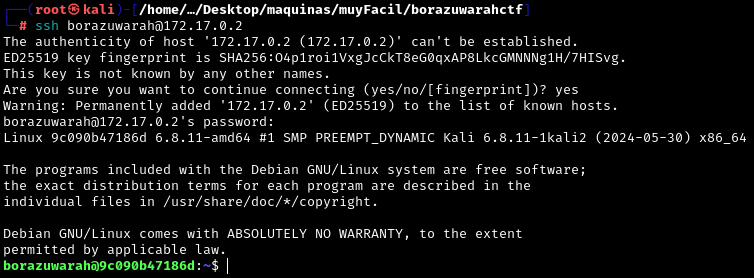 ┌──(root㉿kali)-[/home/…/Desktop/maquinas/muyFacil/borazuwarahctf]
└─# ssh borazuwarah@172.17.0.2
The authenticity of host '172.17.0.2 (172.17.0.2)' can't be established.
ED25519 key fingerprint is SHA256:O4p1roi1VxgJcCkT8eG0qxAP8LkcGMNNNg1H/7HISvg.
This key is not known by any other names.
Are you sure you want to continue connecting (yes/no/[fingerprint])? yes
Warning: Permanently added '172.17.0.2' (ED25519) to the list of known hosts.
borazuwarah@172.17.0.2's password:
Linux 9c090b47186d 6.8.11-amd64 #1 SMP PREEMPT_DYNAMIC Kali 6.8.11-1kali2 (2024-05-30) x86_64
The programs included with the Debian GNU/Linux system are free software;
the exact distribution terms for each program are described in the
individual files in /usr/share/doc/*/copyright.
Debian GNU/Linux comes with ABSOLUTELY NO WARRANTY, to the extent
permitted by applicable law.
borazuwarah@9c090b47186d:~$